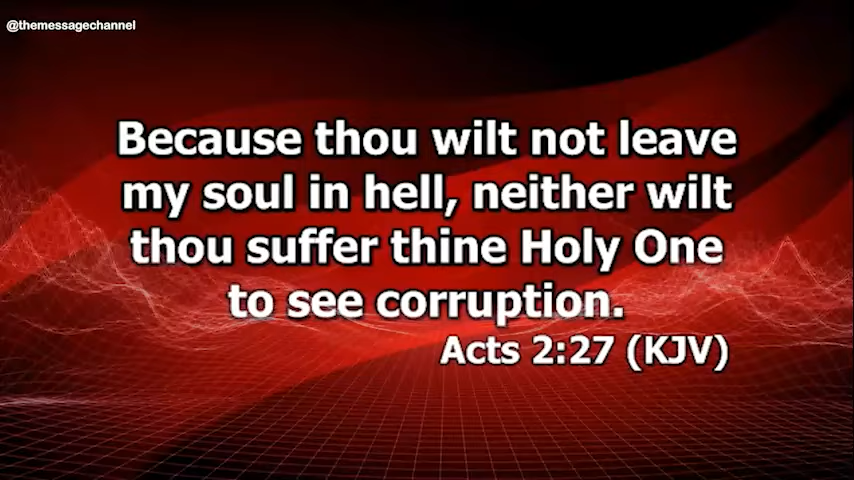 @themessagechannel
Because thou wilt not leave
my soul in hell, neither wilt
thou suffer thine Holy One
to see corruption.
Acts 2:27 (KJV)